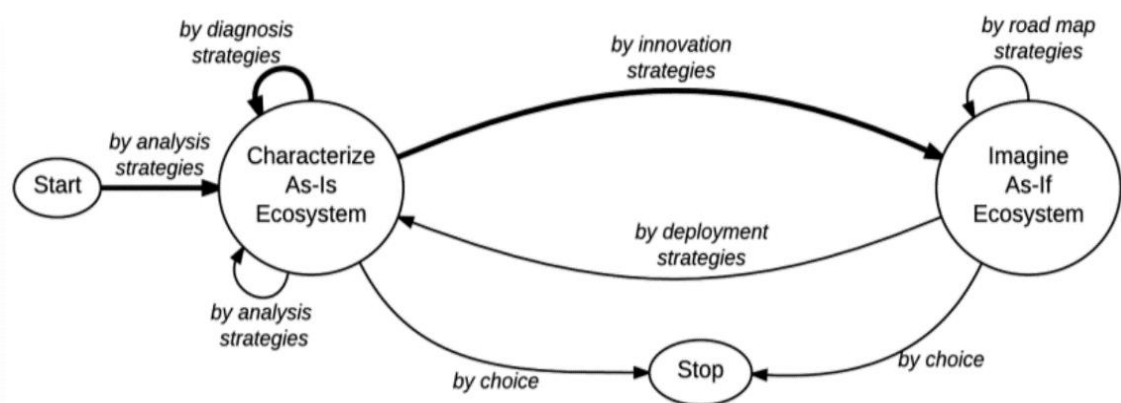 by diagnosis
strategies
by innovation
strategies
by road map
strategies
by analysis
strategies
Start
Characterize
As-Is
Ecosystem
Imagine
As-If
Ecosystem
by deployment
strategies
by analysis
strategies
by choice
Stop
by choice